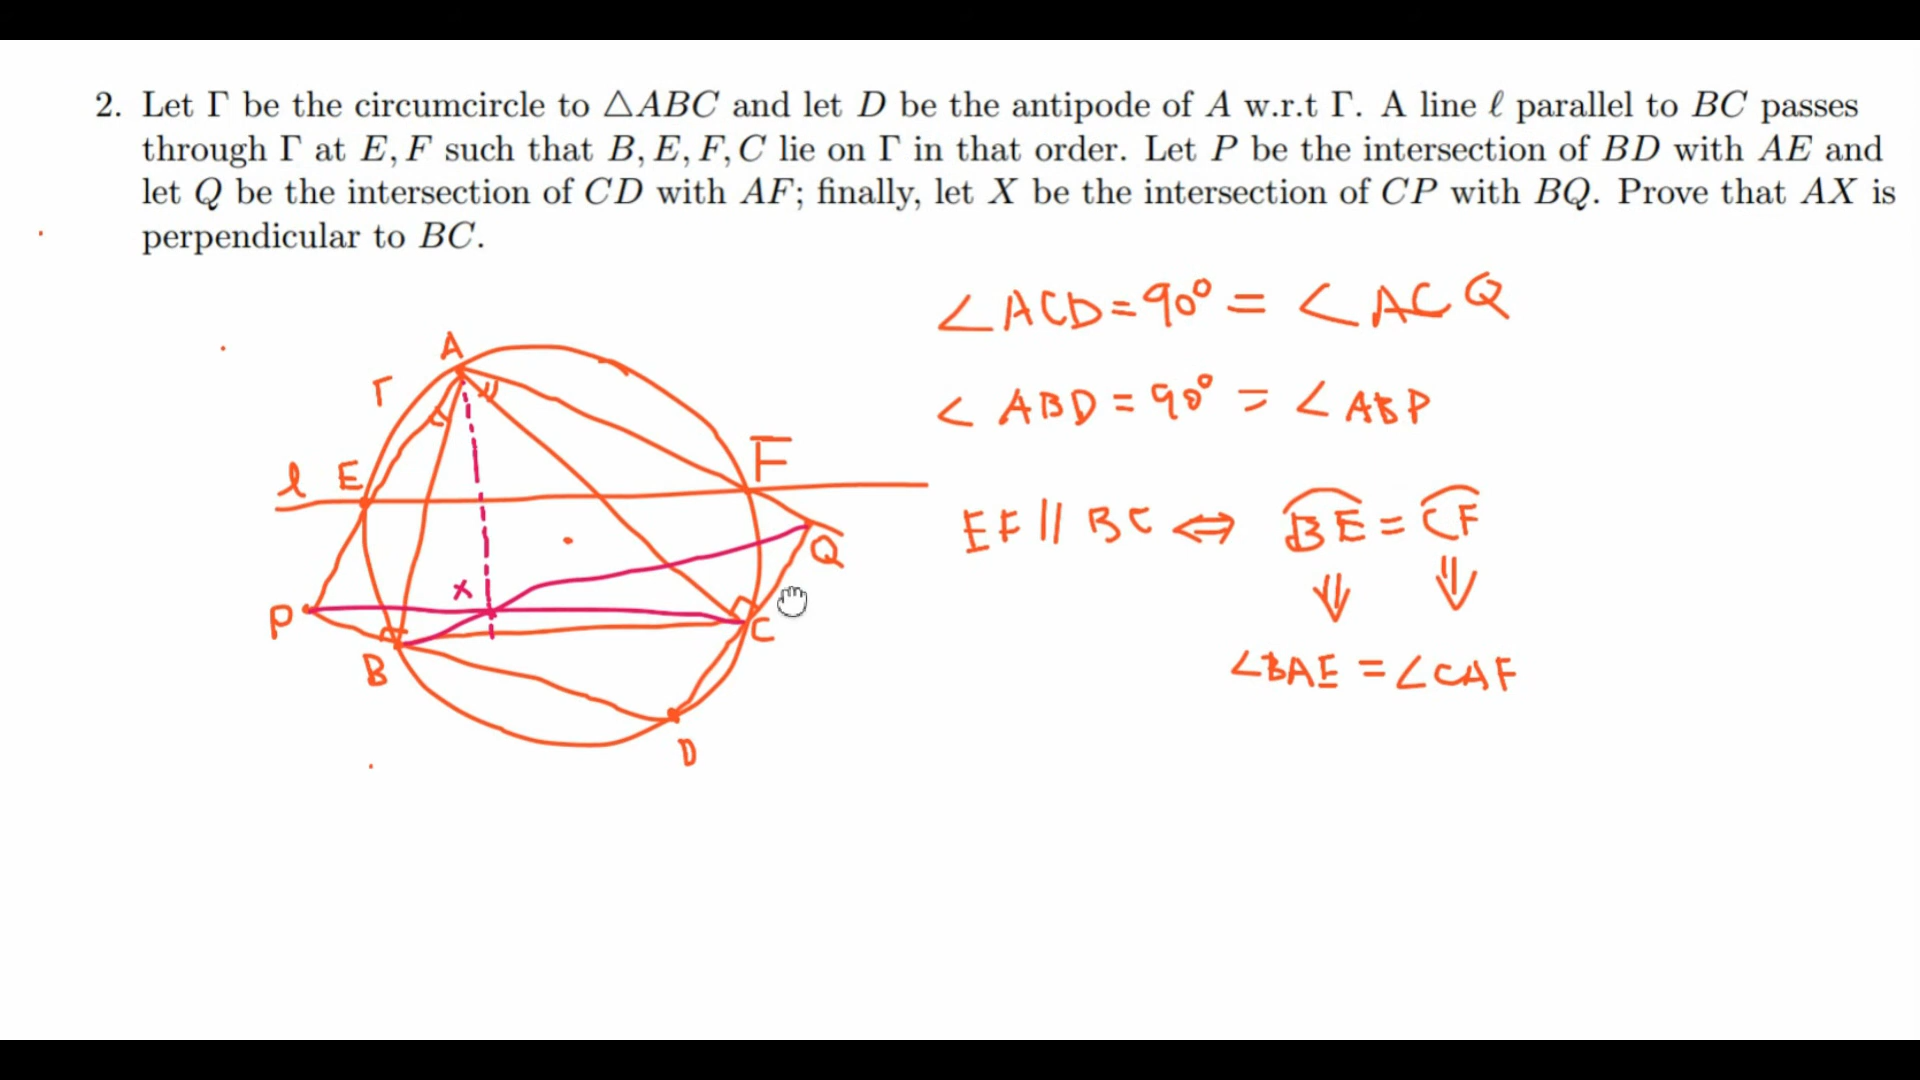 2. Let Γ be the circumcircle to △ABC and let D be the antipode of A w.r.t Γ. A line ℓ parallel to BC passes
through Γ at E, F such that B, E, F, C lie on Γ in that order. Let P be the intersection of BD with AE and
let Q be the intersection of CD with AF; finally, let X be the intersection of CP with BQ. Prove that AX is
perpendicular to BC.
∠ACD = 90° = ∠ACQ
A
Γ
∠ABD = 90° = ∠ABP
F
ℓ E
EF || BC ⇔ BE = CF
Q
X
P
C
B
⇓ ⇓
∠BAE = ∠CAF
D